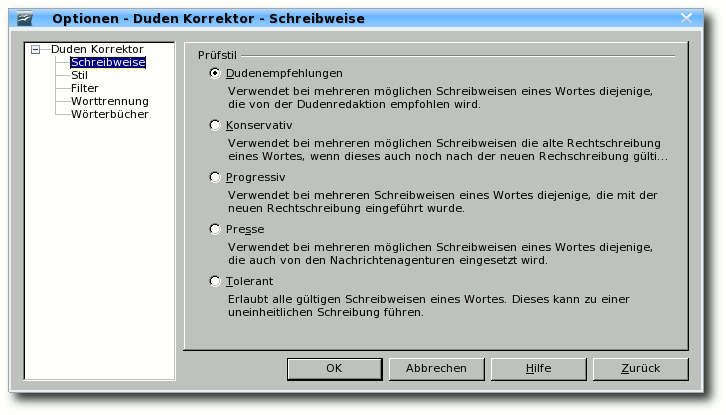 Optionen - Duden Korrektor - Schreibweise
Duden Korrektor
Schreibweise
Stil
Filter
Worttrennung
Wörterbücher
Prüfstil
Dudenempfehlungen
Verwendet bei mehreren möglichen Schreibweisen eines Wortes diejenige,
die von der Dudenredaktion empfohlen wird.
Konservativ
Verwendet bei mehreren möglichen Schreibweisen die alte Rechtschreibung
eines Wortes, wenn dieses auch noch nach der neuen Rechschreibung gülti...
Progressiv
Verwendet bei mehreren Schreibweisen eines Wortes diejenige, die mit der
neuen Rechtschreibung eingeführt wurde.
Presse
Verwendet bei mehreren möglichen Schreibweisen eines Wortes diejenige,
die auch von den Nachrichtenagenturen eingesetzt wird.
Tolerant
Erlaubt alle gültigen Schreibweisen eines Wortes. Dieses kann zu einer
uneinheitlichen Schreibung führen.
OK
Abbrechen
Hilfe
Zurück